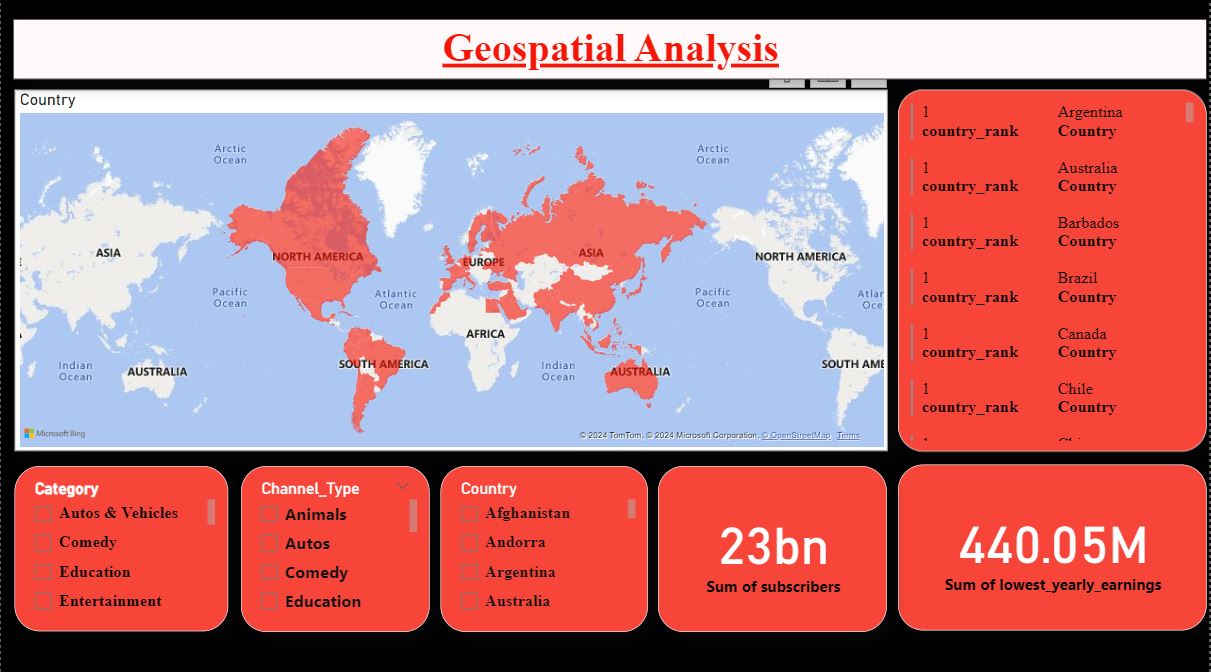 Geospatial Analysis
Country
Arctic
Ocean
Arctic
Ocean
ASIA
NORTH AMERICA
EUROPE
ASIA
NORTH AMERICA
Pacific
Ocean
Atlantic
Ocean
Pacific
Ocean
AFRICA
Indian
Ocean
AUSTRALIA
SOUTH AMERICA
Indian
Ocean
AUSTRALIA
SOUTH AME
Microsoft Bing
© 2024 TomTom, © 2024 Microsoft Corporation, © OpenStreetMap Terms
1 Argentina
country_rank Country
1 Australia
country_rank Country
1 Barbados
country_rank Country
1 Brazil
country_rank Country
1 Canada
country_rank Country
1 Chile
country_rank Country
Category
Autos & Vehicles
Comedy
Education
Entertainment
Channel_Type
Animals
Autos
Comedy
Education
Country
Afghanistan
Andorra
Argentina
Australia
23bn
Sum of subscribers
440.05M
Sum of lowest_yearly_earnings